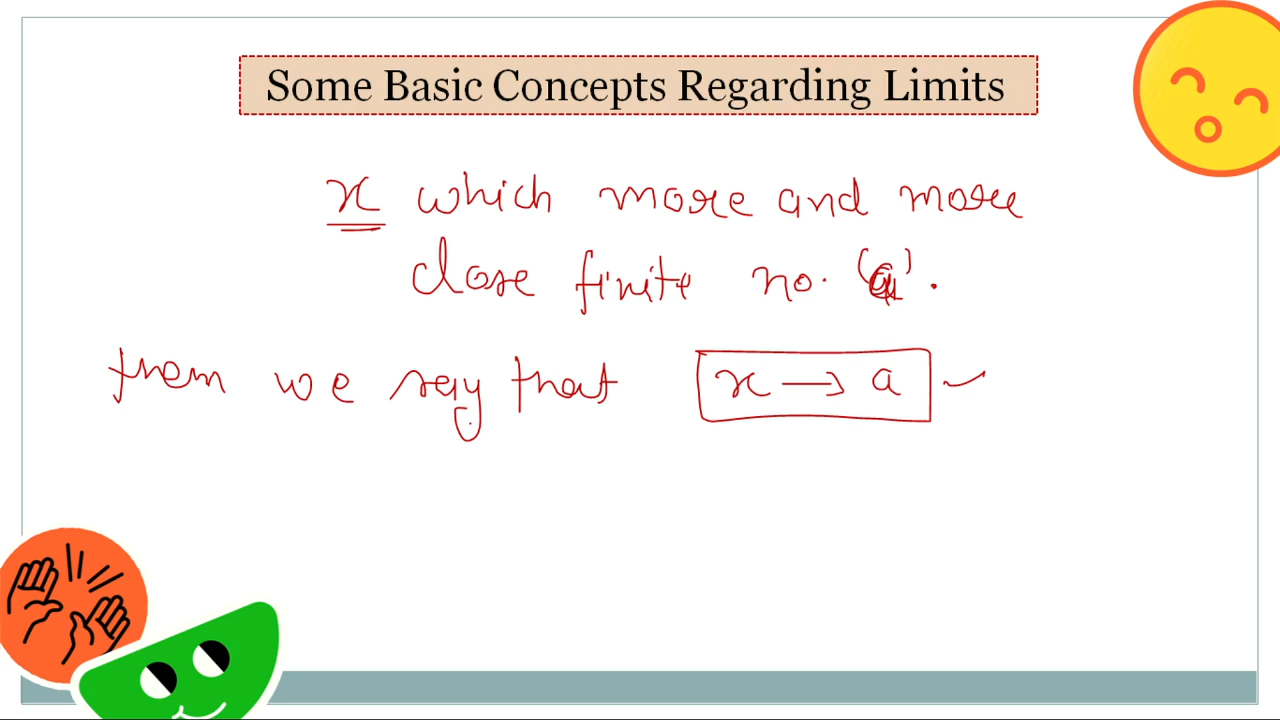 Some Basic Concepts Regarding Limits
x which more and more
close finite no. 'a'.
then we say that x → a